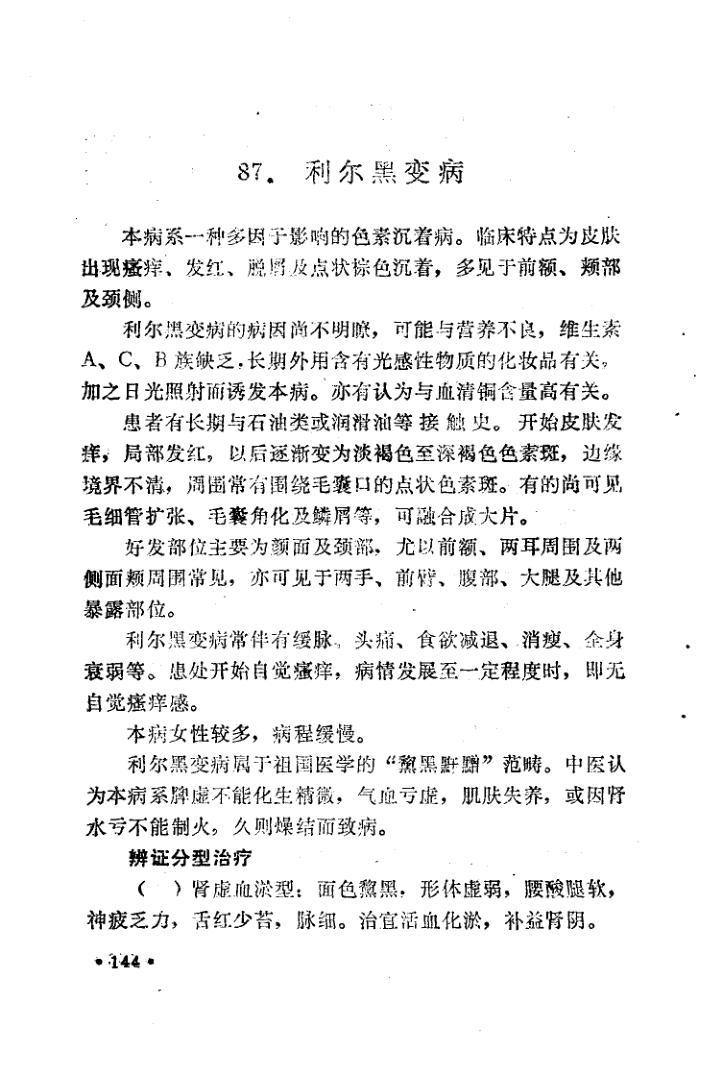 87. 利尔黑变病
本病系一种多因子影响的色素沉着病。临床特点为皮肤
出现瘙痒、发红、脱屑及点状棕色沉着，多见于前额、颊部
及颈侧。
利尔黑变病的病因尚不明瞭，可能与营养不良，维生素
A、C、B族缺乏，长期外用含有光感性物质的化妆品有关，
加之日光照射而诱发本病。亦有认为与血清铜含量高有关。
患者有长期与石油类或润滑油等接触史。开始皮肤发
痒，局部发红，以后逐渐变为淡褐色至深褐色色素斑，边缘
境界不清，周围常有围绕毛囊口的点状色素斑。有的尚可见
毛细管扩张、毛囊角化及鳞屑等，可融合成大片。
好发部位主要为颜面及颈部，尤以前额、两耳周围及两
侧面颊周围常见，亦可见于两手、前臂、腹部、大腿及其他
暴露部位。
利尔黑变病常伴有缓脉、头痛、食欲减退、消瘦、全身
衰弱等。患处开始自觉瘙痒，病情发展至一定程度时，即无
自觉瘙痒感。
本病女性较多，病程缓慢。
利尔黑变病属于祖国医学的“黧黑䵟䵳”范畴。中医认
为本病系脾虚不能化生精微，气血亏虚，肌肤失养，或因肾
水亏不能制火，久则燥结而致病。
辨证分型治疗
（ ）肾虚血淤型：面色黧黑，形体虚弱，腰酸腿软，
神疲乏力，舌红少苔，脉细。治宜活血化淤，补益肾阴。
•144•